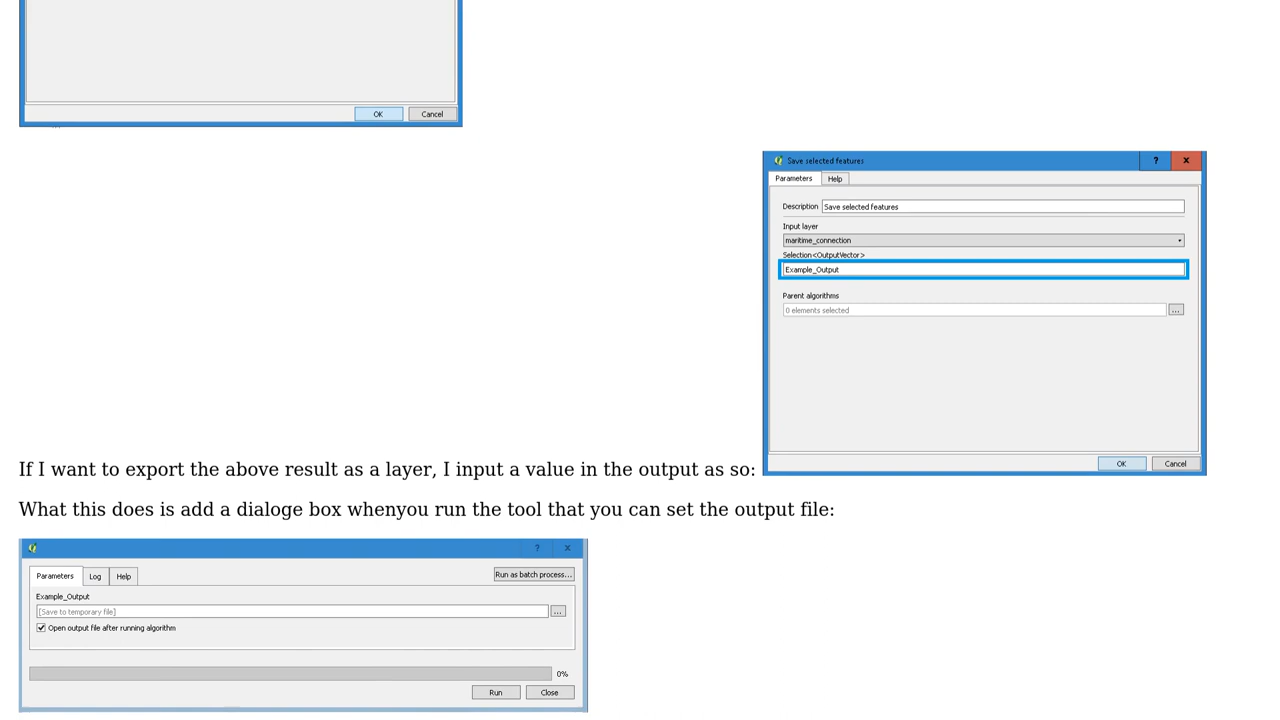 OK Cancel
Save selected features ? x
Parameters Help
Description Save selected features
Input layer
maritime_connection
Selection<OutputVector>
Example_Output
Parent algorithms
0 elements selected ...
OK Cancel
If I want to export the above result as a layer, I input a value in the output as so:
What this does is add a dialoge box whenyou run the tool that you can set the output file:
? x
Parameters Log Help Run as batch process...
Example_Output
[Save to temporary file] ...
Open output file after running algorithm
0%
Run Close